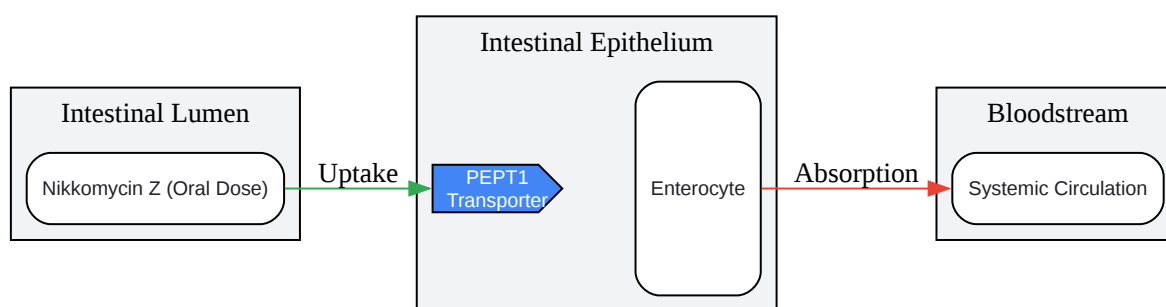 Intestinal Lumen
Nikkomycin Z (Oral Dose)
Uptake
Intestinal Epithelium
PEPT1
Transporter
Enterocyte
Absorption
Bloodstream
Systemic Circulation